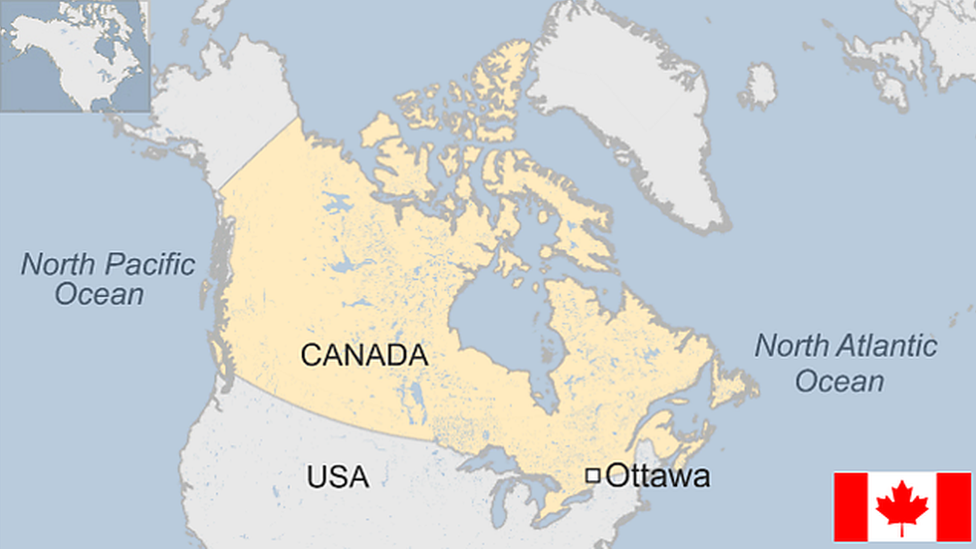 North Pacific
Ocean
CANADA
North Atlantic
Ocean
USA
Ottawa